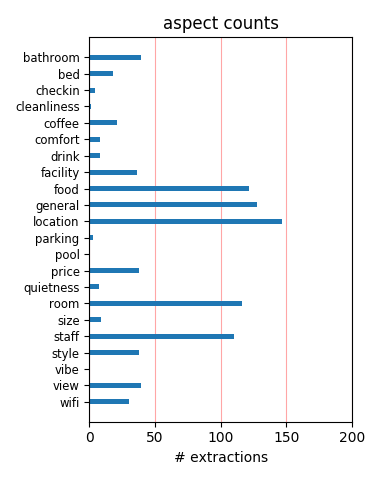 aspect counts
bathroom
bed
checkin
cleanliness
coffee
comfort
drink
facility
food
general
location
parking
pool
price
quietness
room
size
staff
style
vibe
view
wifi
0 50 100 150 200
# extractions